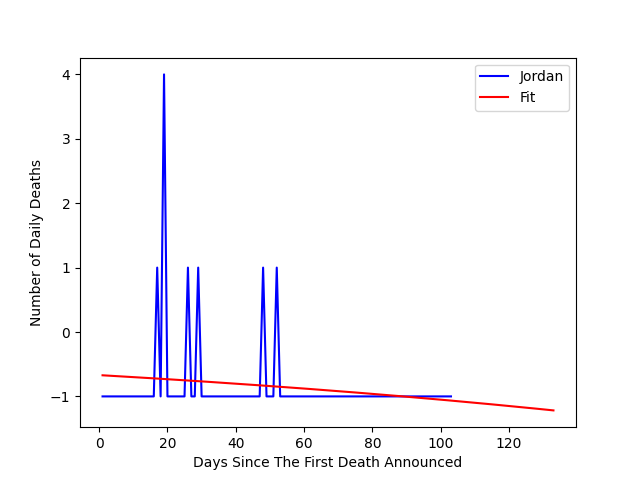 Jordan
Fit
Number of Daily Deaths
4
3
2
1
0
−1
0 20 40 60 80 100 120
Days Since The First Death Announced